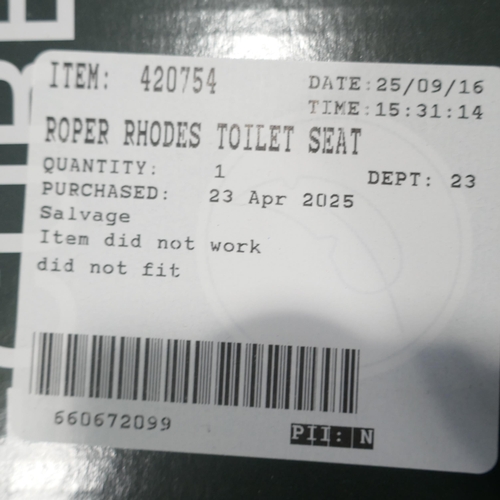 ITEM: 420754 DATE:25/09/16
TIME:15:31:14
ROPER RHODES TOILET SEAT
QUANTITY: 1 DEPT: 23
PURCHASED: 23 Apr 2025
Salvage
Item did not work
did not fit
660672099 PII: N